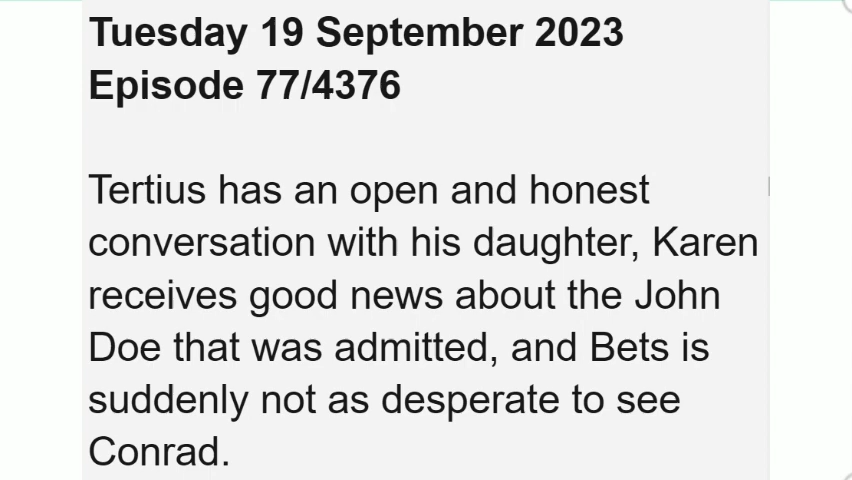 Tuesday 19 September 2023
Episode 77/4376
Tertius has an open and honest
conversation with his daughter, Karen
receives good news about the John
Doe that was admitted, and Bets is
suddenly not as desperate to see
Conrad.